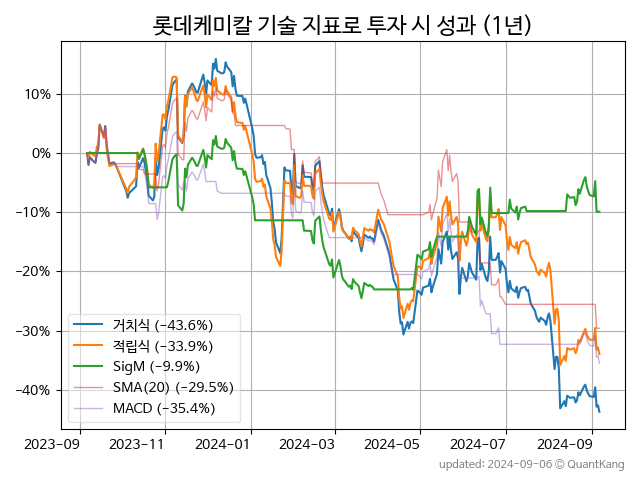 롯데케미칼 기술 지표로 투자 시 성과 (1년)
10%
0%
−10%
−20%
−30%
−40%
거치식 (−43.6%)
적립식 (−33.9%)
SigM (−9.9%)
SMA(20) (−29.5%)
MACD (−35.4%)
2023-09
2023-11
2024-01
2024-03
2024-05
2024-07
2024-09
updated: 2024-09-06 © QuantKang